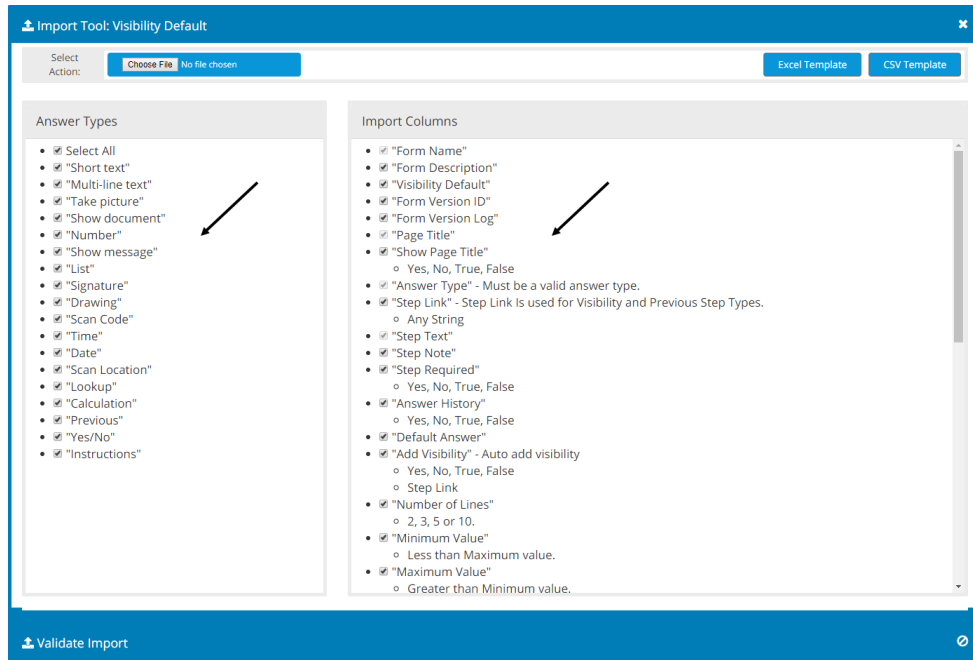 Import Tool: Visibility Default
Select
Action:
Choose File No file chosen
Excel Template
CSV Template
Answer Types
Select All
"Short text"
"Multi-line text"
"Take picture"
"Show document"
"Number"
"Show message"
"List"
"Signature"
"Drawing"
"Scan Code"
"Time"
"Date"
"Scan Location"
"Lookup"
"Calculation"
"Previous"
"Yes/No"
"Instructions"
Import Columns
"Form Name"
"Form Description"
"Visibility Default"
"Form Version ID"
"Form Version Log"
"Page Title"
"Show Page Title"
Yes, No, True, False
"Answer Type" - Must be a valid answer type.
"Step Link" - Step Link Is used for Visibility and Previous Step Types.
Any String
"Step Text"
"Step Note"
"Step Required"
Yes, No, True, False
"Answer History"
Yes, No, True, False
"Default Answer"
"Add Visibility" - Auto add visibility
Yes, No, True, False
Step Link
"Number of Lines"
2, 3, 5 or 10.
"Minimum Value"
Less than Maximum value.
"Maximum Value"
Greater than Minimum value.
Validate Import